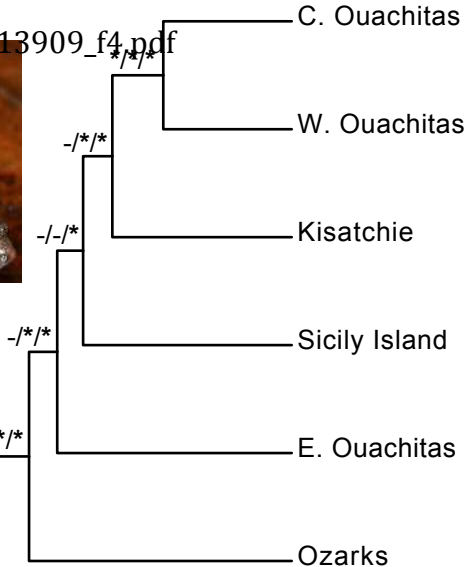 C. Ouachitas
13909_f4.pdf
*/*/*
W. Ouachitas
-/*/*
Kisatchie
-/-/*
Sicily Island
-/*/*
E. Ouachitas
*/*
Ozarks